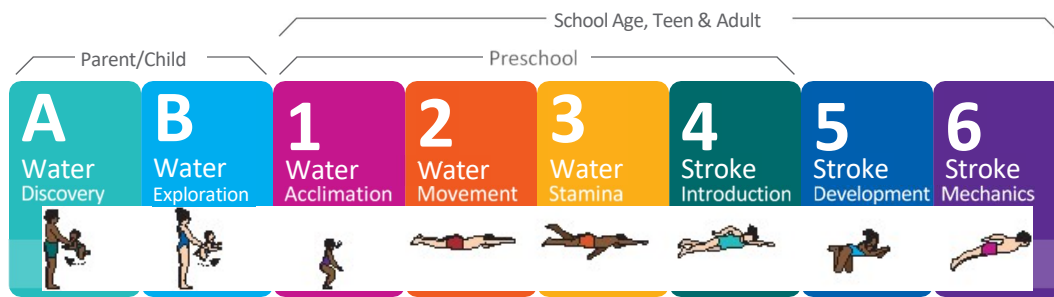 School Age, Teen & Adult
Parent/Child
Preschool
A
Water
Discovery
B
Water
Exploration
1
Water
Acclimation
2
Water
Movement
3
Water
Stamina
4
Stroke
Introduction
5
Stroke
Development
6
Stroke
Mechanics